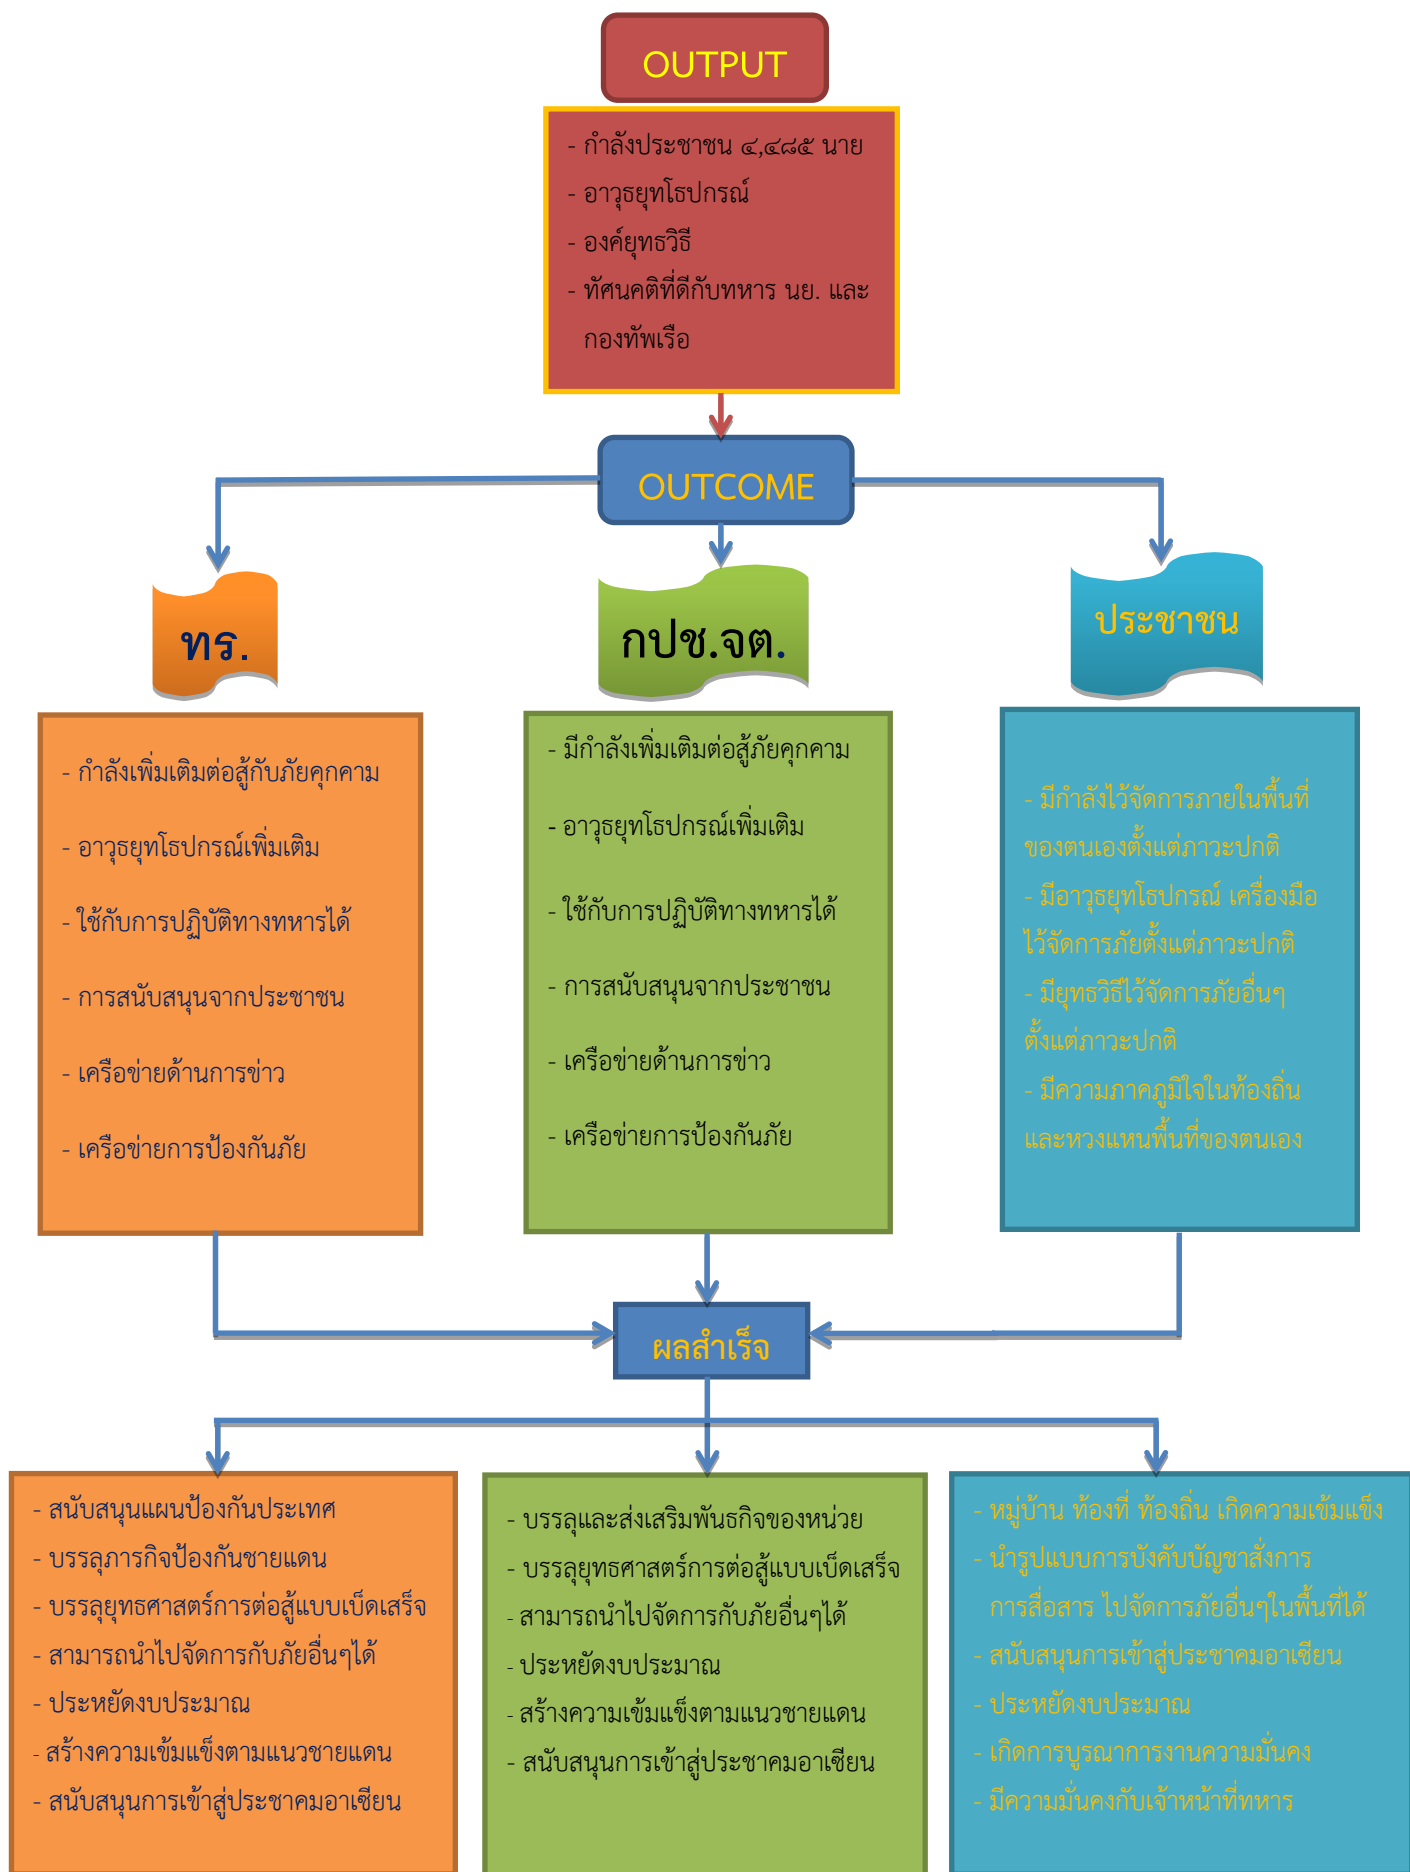 OUTPUT
- กำลังประชาชน ๔,๔๘๕ นาย
- อาวุธยุทโธปกรณ์
- องค์ยุทธวิธี
- ทัศนคติที่ดีกับทหาร นย. และ
กองทัพเรือ
OUTCOME
ทร.
กปช.จต.
ประชาชน
- กำลังเพิ่มเติมต่อสู้กับภัยคุกคาม
- อาวุธยุทโธปกรณ์เพิ่มเติม
- ใช้กับการปฏิบัติทางทหารได้
- การสนับสนุนจากประชาชน
- เครือข่ายด้านการข่าว
- เครือข่ายการป้องกันภัย
- มีกำลังเพิ่มเติมต่อสู้ภัยคุกคาม
- อาวุธยุทโธปกรณ์เพิ่มเติม
- ใช้กับการปฏิบัติทางทหารได้
- การสนับสนุนจากประชาชน
- เครือข่ายด้านการข่าว
- เครือข่ายการป้องกันภัย
- มีกำลังไว้จัดการภายในพื้นที่
ของตนเองตั้งแต่ภาวะปกติ
- มีอาวุธยุทโธปกรณ์ เครื่องมือ
ไว้จัดการภัยตั้งแต่ภาวะปกติ
- มียุทธวิธีไว้จัดการภัยอื่นๆ
ตั้งแต่ภาวะปกติ
- มีความภาคภูมิใจในท้องถิ่น
และหวงแหนพื้นที่ของตนเอง
ผลสำเร็จ
- สนับสนุนแผนป้องกันประเทศ
- บรรลุภารกิจป้องกันชายแดน
- บรรลุยุทธศาสตร์การต่อสู้แบบเบ็ดเสร็จ
- สามารถนำไปจัดการกับภัยอื่นๆได้
- ประหยัดงบประมาณ
- สร้างความเข้มแข็งตามแนวชายแดน
- สนับสนุนการเข้าสู่ประชาคมอาเซียน
- บรรลุและส่งเสริมพันธกิจของหน่วย
- บรรลุยุทธศาสตร์การต่อสู้แบบเบ็ดเสร็จ
- สามารถนำไปจัดการกับภัยอื่นๆได้
- ประหยัดงบประมาณ
- สร้างความเข้มแข็งตามแนวชายแดน
- สนับสนุนการเข้าสู่ประชาคมอาเซียน
- หมู่บ้าน ท้องที่ ท้องถิ่น เกิดความเข้มแข็ง
- นำรูปแบบการบังคับบัญชาสั่งการ
การสื่อสาร ไปจัดการภัยอื่นๆในพื้นที่ได้
- สนับสนุนการเข้าสู่ประชาคมอาเซียน
- ประหยัดงบประมาณ
- เกิดการบูรณาการงานความมั่นคง
- มีความมั่นคงกับเจ้าหน้าที่ทหาร